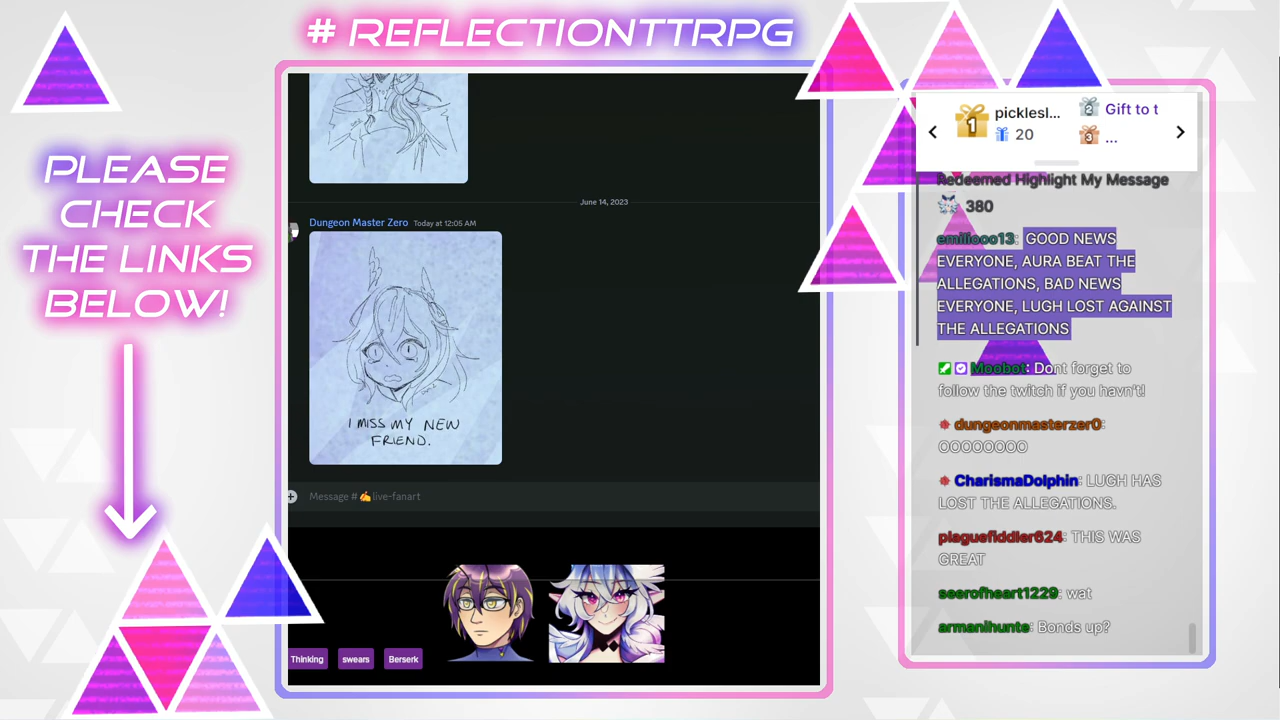 # REFLECTIONTTRPG
PLEASE
CHECK
THE LINKS
BELOW!
June 14, 2023
Dungeon Master Zero Today at 12:05 AM
I MISS MY NEW
FRIEND.
Message # ✍live-fanart
Thinking
swears
Berserk
1
picklesl...
20
2
Gift to t
3
...
Redeemed Highlight My Message
380
emiliooo13: GOOD NEWS
EVERYONE, AURA BEAT THE
ALLEGATIONS, BAD NEWS
EVERYONE, LUGH LOST AGAINST
THE ALLEGATIONS
Moobot: Dont forget to
follow the twitch if you havn't!
dungeonmasterzer0:
OOOOOOOO
CharismaDolphin: LUGH HAS
LOST THE ALLEGATIONS.
plaguefiddler624: THIS WAS
GREAT
seerofheart1229: wat
armanihunte: Bonds up?